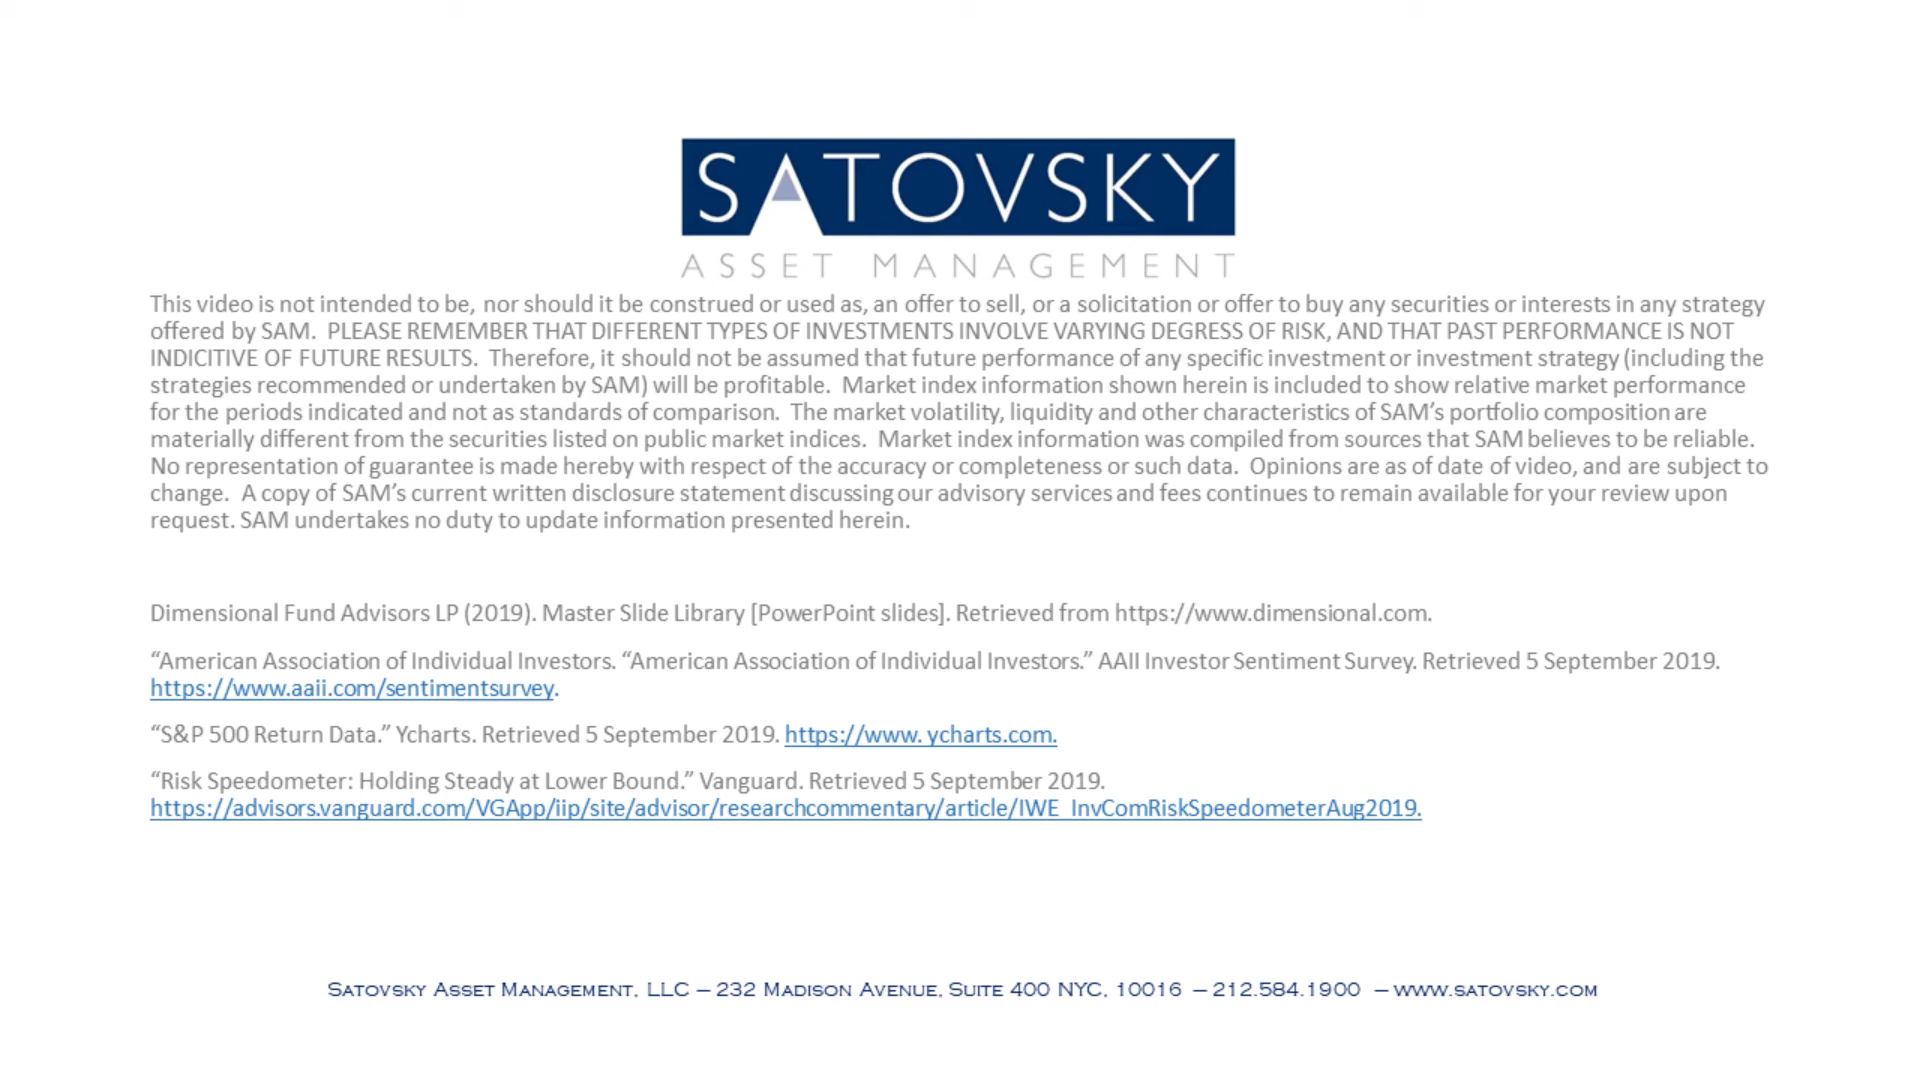 SATOVSKY
ASSET MANAGEMENT
This video is not intended to be, nor should it be construed or used as, an offer to sell, or a solicitation or offer to buy any securities or interests in any strategy
offered by SAM. PLEASE REMEMBER THAT DIFFERENT TYPES OF INVESTMENTS INVOLVE VARYING DEGRESS OF RISK, AND THAT PAST PERFORMANCE IS NOT
INDICITIVE OF FUTURE RESULTS. Therefore, it should not be assumed that future performance of any specific investment or investment strategy (including the
strategies recommended or undertaken by SAM) will be profitable. Market index information shown herein is included to show relative market performance
for the periods indicated and not as standards of comparison. The market volatility, liquidity and other characteristics of SAM’s portfolio composition are
materially different from the securities listed on public market indices. Market index information was compiled from sources that SAM believes to be reliable.
No representation of guarantee is made hereby with respect of the accuracy or completeness or such data. Opinions are as of date of video, and are subject to
change. A copy of SAM’s current written disclosure statement discussing our advisory services and fees continues to remain available for your review upon
request. SAM undertakes no duty to update information presented herein.
Dimensional Fund Advisors LP (2019). Master Slide Library [PowerPoint slides]. Retrieved from https://www.dimensional.com.
“American Association of Individual Investors. “American Association of Individual Investors.” AAII Investor Sentiment Survey. Retrieved 5 September 2019.
https://www.aaii.com/sentimentsurvey.
“S&P 500 Return Data.” Ycharts. Retrieved 5 September 2019. https://www. ycharts.com.
“Risk Speedometer: Holding Steady at Lower Bound.” Vanguard. Retrieved 5 September 2019.
https://advisors.vanguard.com/VGApp/iip/site/advisor/researchcommentary/article/IWE_InvComRiskSpeedometerAug2019.
Satovsky Asset Management, LLC – 232 Madison Avenue, Suite 400 NYC, 10016 – 212.584.1900 – www.satovsky.com